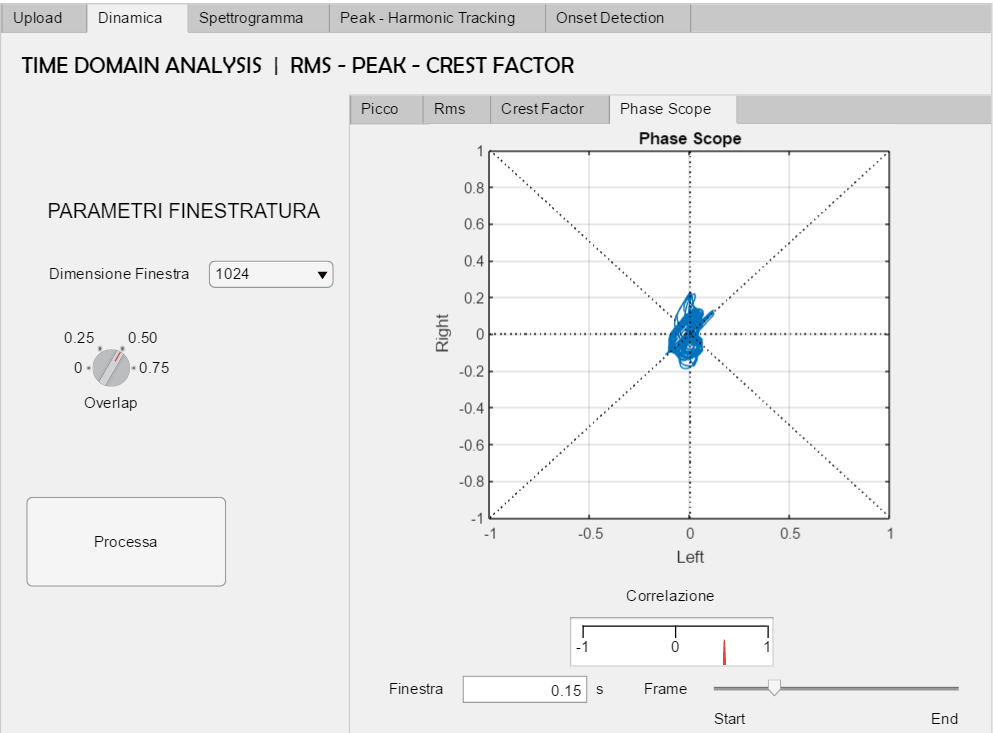 Upload Dinamica Spettrogramma Peak - Harmonic Tracking Onset Detection
TIME DOMAIN ANALYSIS | RMS - PEAK - CREST FACTOR
Picco Rms Crest Factor Phase Scope
PARAMETRI FINESTRATURA
Dimensione Finestra 1024
0.25 0.50
0 0.75
Overlap
Processa
Phase Scope
1
0.8
0.6
0.4
0.2
0
-0.2
-0.4
-0.6
-0.8
-1
Right
-1 -0.5 0 0.5 1
Left
Correlazione
-1 0 1
Finestra 0.15 s Frame
Start End